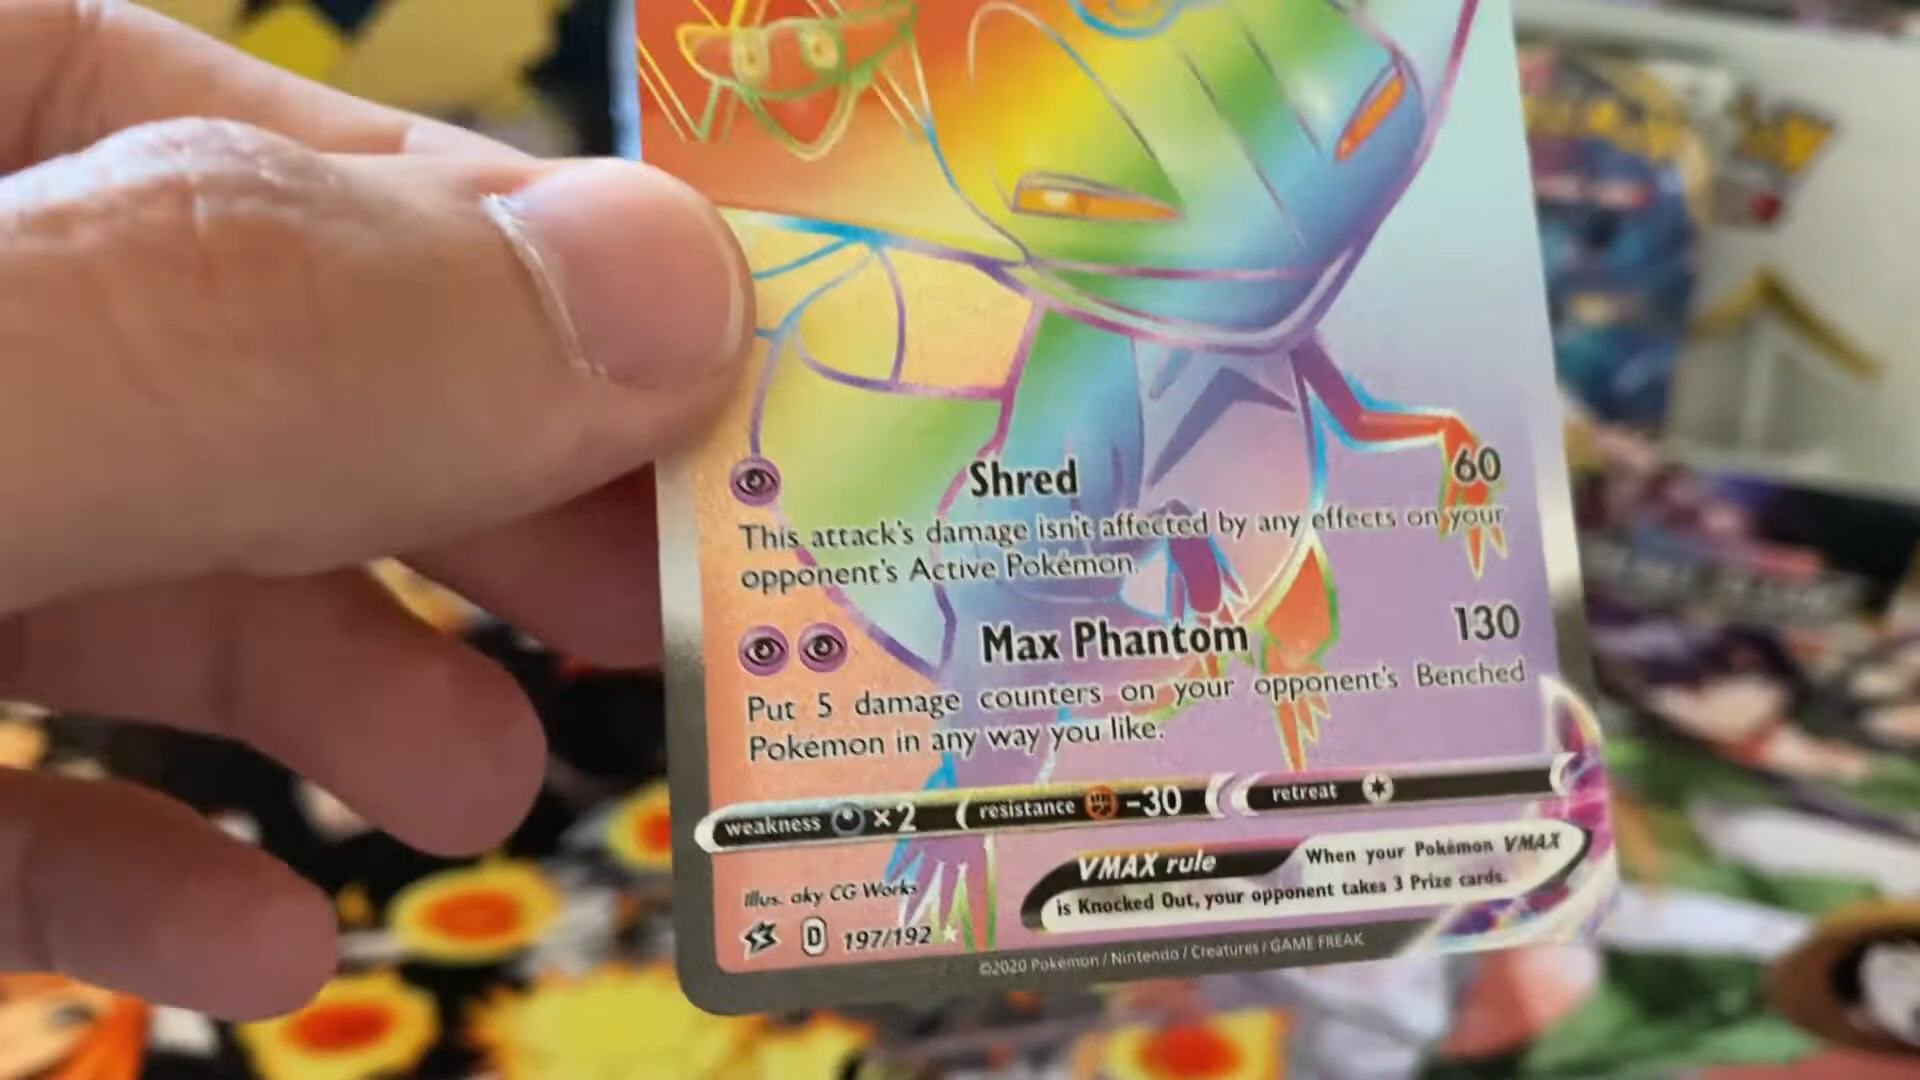 Shred 60
This attack's damage isn't affected by any effects on your
opponent's Active Pokémon.
Max Phantom 130
Put 5 damage counters on your opponent's Benched
Pokémon in any way you like.
weakness ×2 resistance -30 retreat
VMAX rule When your Pokémon VMAX
is Knocked Out, your opponent takes 3 Prize cards.
Illus. aky CG Works
D 197/192
©2020 Pokémon / Nintendo / Creatures / GAME FREAK